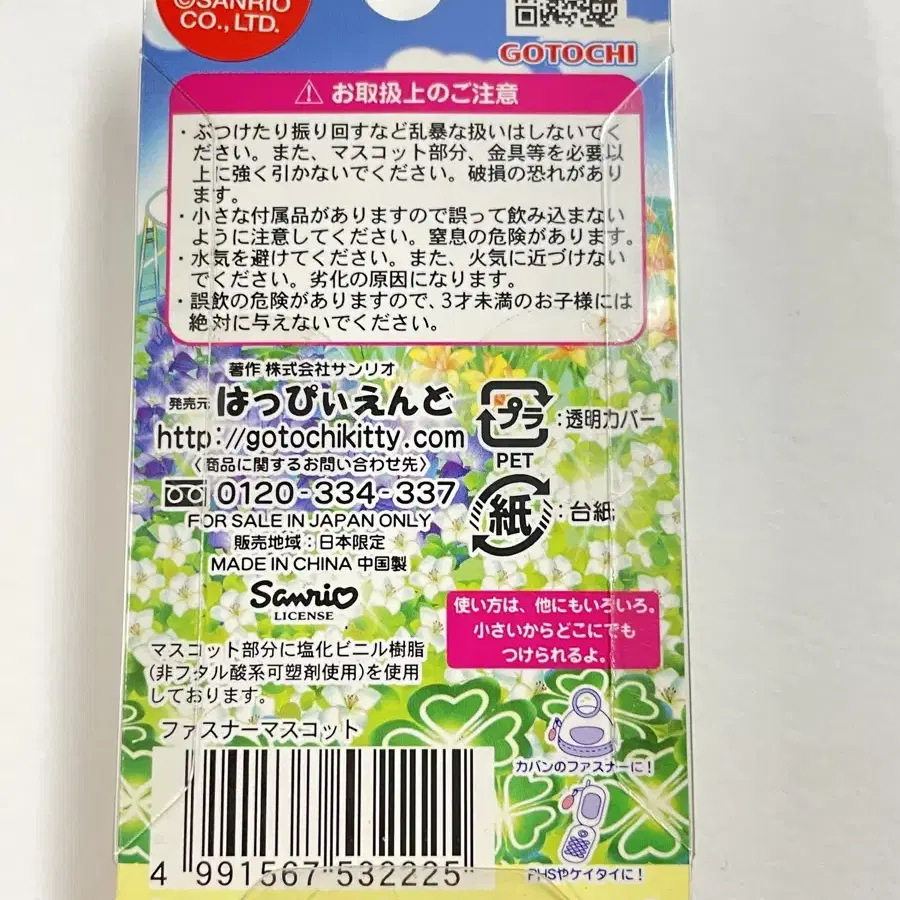 ©SANRIO
CO., LTD.
GOTOCHI
⚠ お取扱上のご注意
・ぶつけたり振り回すなど乱暴な扱いはしないでく
ださい。また、マスコット部分、金具等を必要以
上に強く引かないでください。破損の恐れがありま
す。
・小さな付属品がありますので誤って飲み込まない
ように注意してください。窒息の危険があります。
・水気を避けてください。また、火気に近づけない
でください。劣化の原因になります。
・誤飲の危険がありますので、3才未満のお子様には
絶対に与えないでください。
著作 株式会社サンリオ
発売元 はっぴぃえんど
http://gotochikitty.com
〈商品に関するお問い合わせ先〉
0120-334-337
FOR SALE IN JAPAN ONLY
販売地域：日本限定
MADE IN CHINA 中国製
Sanrio
LICENSE
プラ：透明カバー
PET
紙：台紙
マスコット部分に塩化ビニル樹脂
(非フタル酸系可塑剤使用)を使用
しております。
ファスナーマスコット
使い方は、他にもいろいろ。
小さいからどこにでも
つけられるよ。
カバンのファスナーに！
PHSやケイタイに！
4 991567 532225